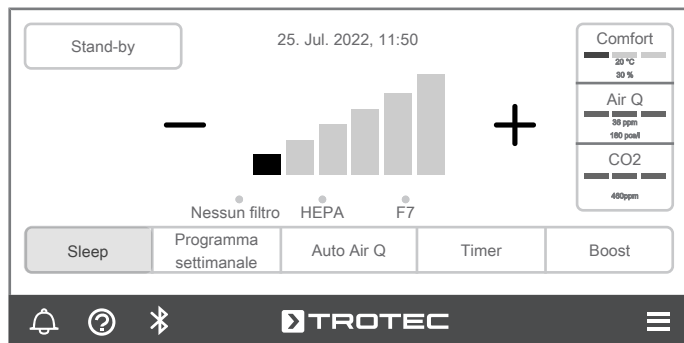 Stand-by
25. Jul. 2022, 11:50
Comfort
20 °C
30 %
Air Q
38 ppm
180 pcs/l
CO2
460ppm
Nessun filtro
HEPA
F7
Sleep
Programma
settimanale
Auto Air Q
Timer
Boost
TROTEC